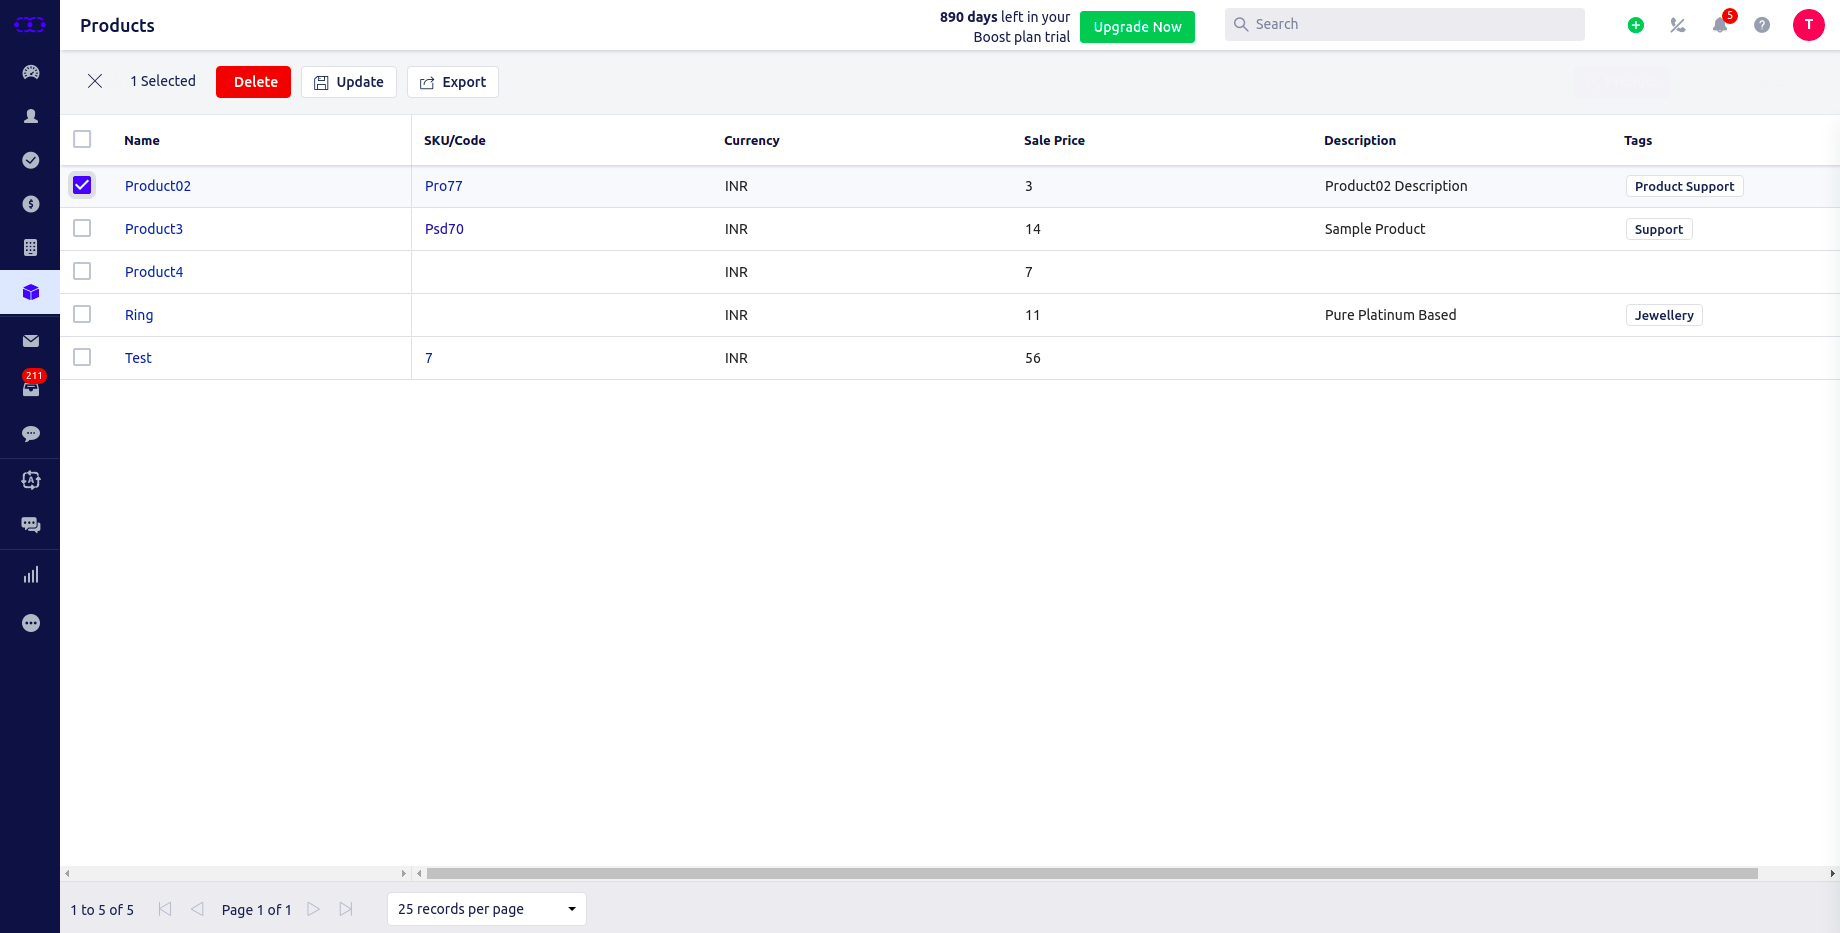 Products
890 days left in your
Boost plan trial
Upgrade Now
Search
5
T
1 Selected
Delete
Update
Export
Name SKU/Code Currency Sale Price Description Tags
Product02 Pro77 INR 3 Product02 Description Product Support
Product3 Psd70 INR 14 Sample Product Support
Product4 INR 7
Ring INR 11 Pure Platinum Based Jewellery
Test 7 INR 56
211
1 to 5 of 5
Page 1 of 1
25 records per page